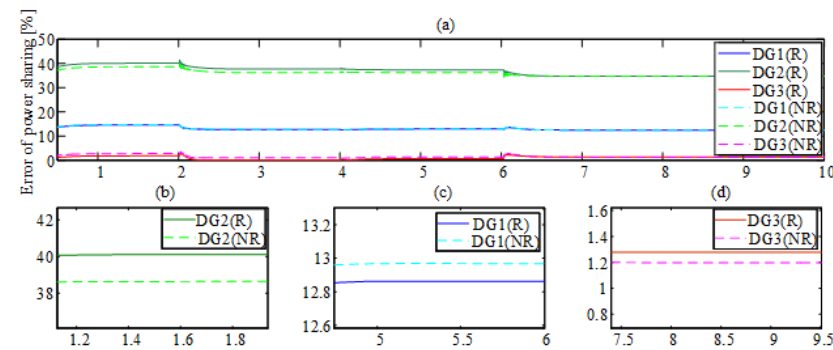 (a)
Error of power sharing [%]
50
40
30
20
10
0
DG1(R)
DG2(R)
DG3(R)
DG1(NR)
DG2(NR)
DG3(NR)
1 2 3 4 5 6 7 8 9 10
(b)
42
40
38
DG2(R)
DG2(NR)
1.2 1.4 1.6 1.8
(c)
13.2
13
12.8
12.6
DG1(R)
DG1(NR)
5 5.5 6
(d)
1.6
1.4
1.2
1
0.8
DG3(R)
DG3(NR)
7.5 8 8.5 9 9.5